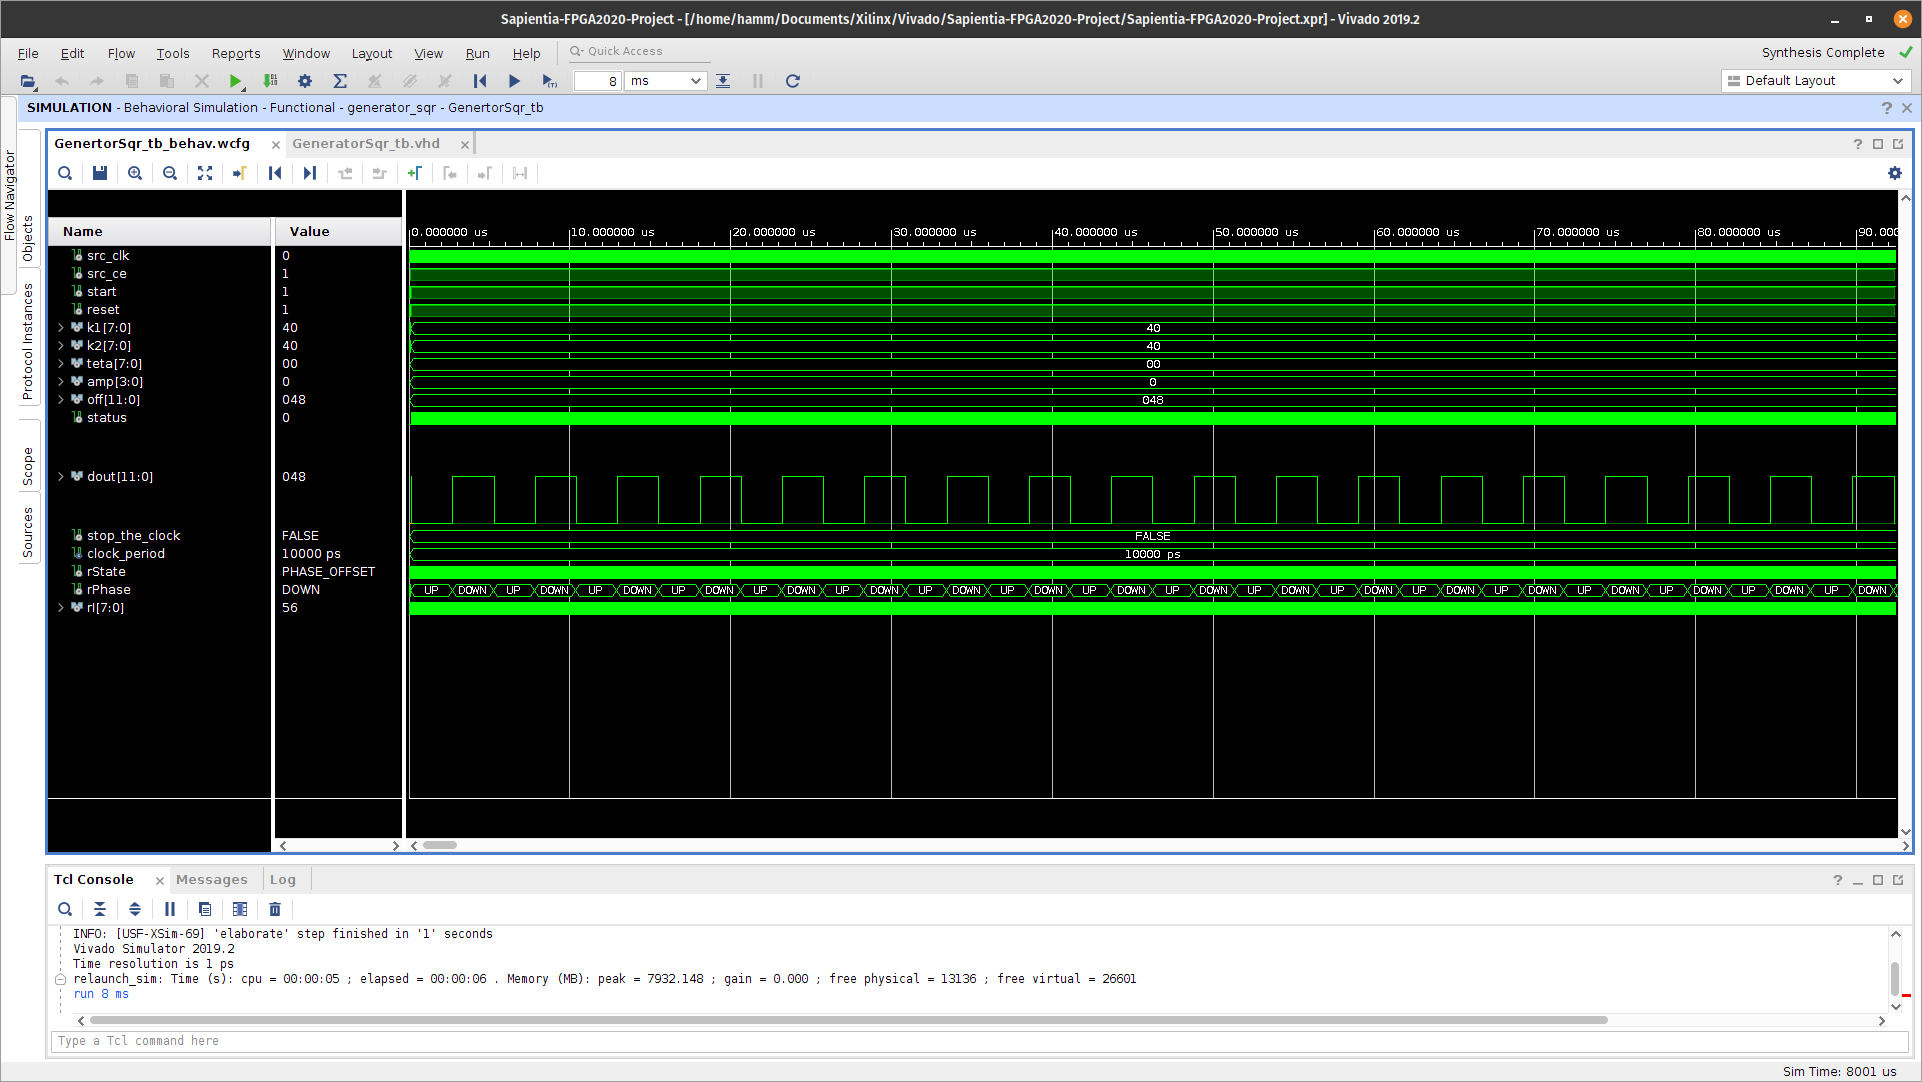 Sapientia-FPGA2020-Project - [/home/hamm/Documents/Xilinx/Vivado/Sapientia-FPGA2020-Project/Sapientia-FPGA2020-Project.xpr] - Vivado 2019.2
File Edit Flow Tools Reports Window Layout View Run Help Quick Access Synthesis Complete
8 ms Default Layout
SIMULATION - Behavioral Simulation - Functional - generator_sqr - GenertorSqr_tb
Flow Navigator
Objects
Protocol Instances
Scope
Sources
GenertorSqr_tb_behav.wcfg GeneratorSqr_tb.vhd
Name Value 0.000000 us 10.000000 us 20.000000 us 30.000000 us 40.000000 us 50.000000 us 60.000000 us 70.000000 us 80.000000 us 90.000
src_clk 0
src_ce 1
start 1
reset 1
k1[7:0] 40 40
k2[7:0] 40 40
teta[7:0] 00 00
amp[3:0] 0 0
off[11:0] 048 048
status 0
dout[11:0] 048
stop_the_clock FALSE FALSE
clock_period 10000 ps 10000 ps
rState PHASE_OFFSET
rPhase DOWN UP DOWN UP DOWN UP DOWN UP DOWN UP DOWN UP DOWN UP DOWN UP DOWN UP DOWN UP DOWN UP DOWN UP DOWN UP DOWN UP DOWN UP DOWN UP DOWN UP DOWN UP DOWN
rl[7:0] 56
Tcl Console Messages Log
INFO: [USF-XSim-69] 'elaborate' step finished in '1' seconds
Vivado Simulator 2019.2
Time resolution is 1 ps
relaunch_sim: Time (s): cpu = 00:00:05 ; elapsed = 00:00:06 . Memory (MB): peak = 7932.148 ; gain = 0.000 ; free physical = 13136 ; free virtual = 26601
run 8 ms
Type a Tcl command here
Sim Time: 8001 us